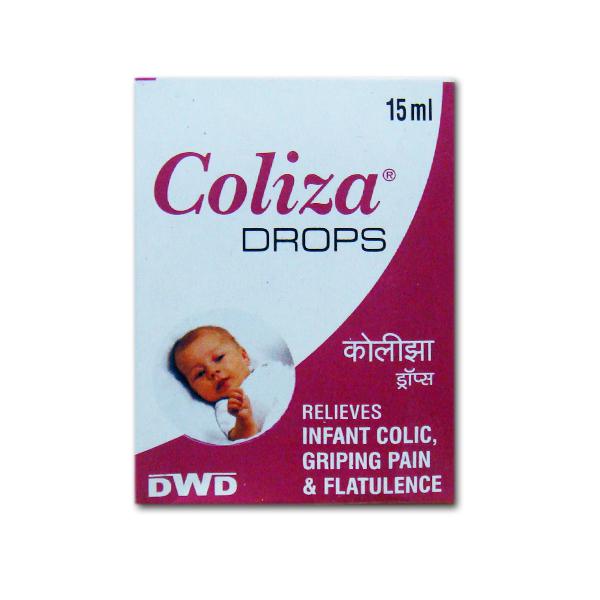 15 ml
Coliza®
DROPS
कोलीझा
ड्रॉप्स
RELIEVES
INFANT COLIC,
GRIPING PAIN
& FLATULENCE
DWD